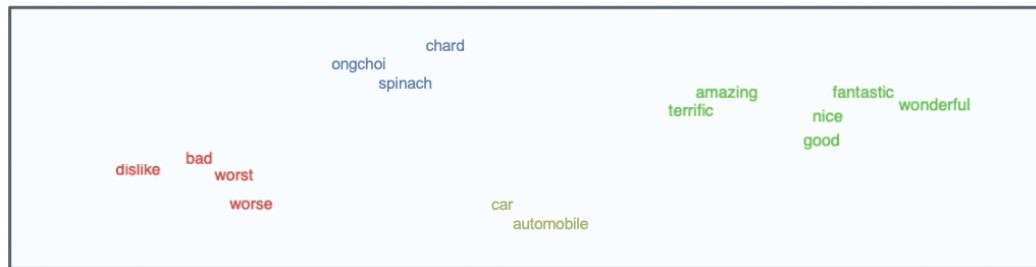 chard
ongchoi
spinach
amazing
fantastic
wonderful
terrific
nice
good
bad
dislike
worst
worse
car
automobile